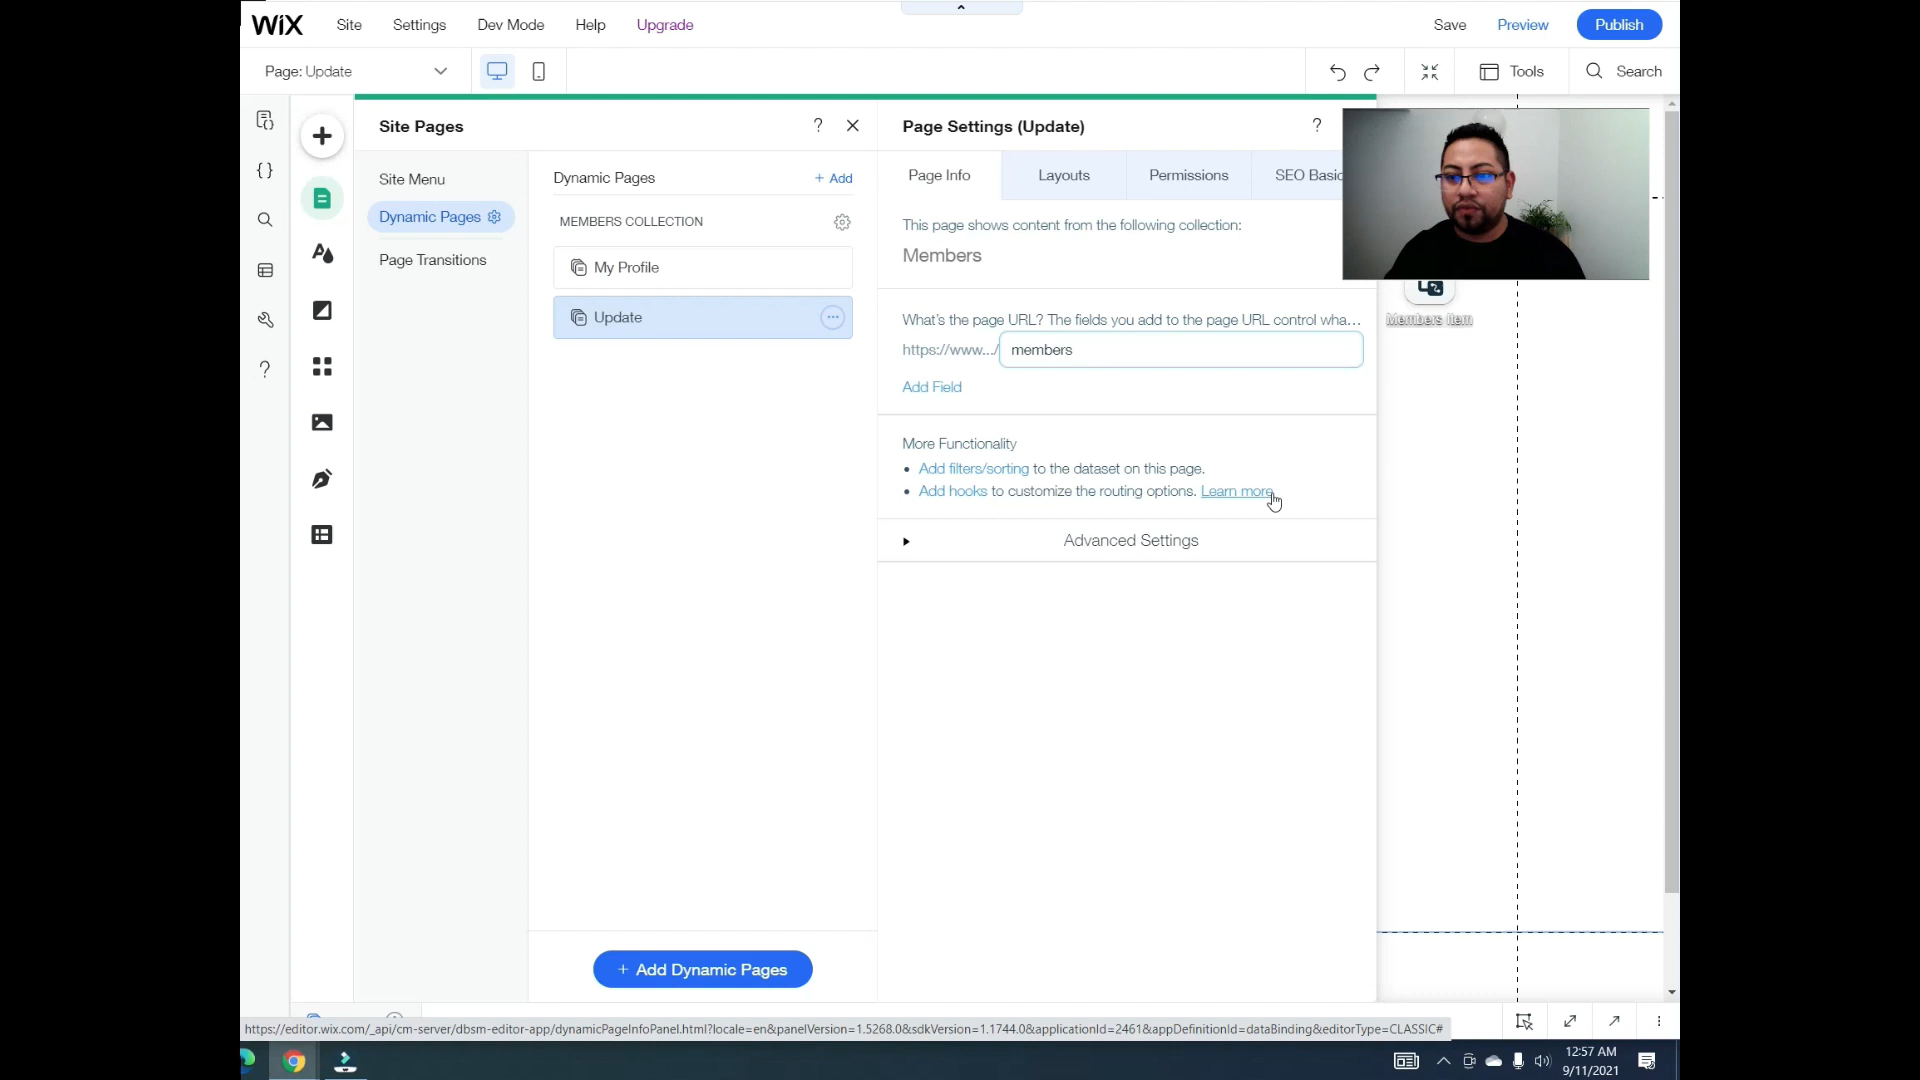 WiX Site Settings Dev Mode Help Upgrade Save Preview Publish
Page: Update Tools Search
Site Pages ? ×
Site Menu
Dynamic Pages
Page Transitions
Dynamic Pages + Add
MEMBERS COLLECTION
My Profile
Update
+ Add Dynamic Pages
Page Settings (Update) ?
Page Info Layouts Permissions SEO Basic
This page shows content from the following collection:
Members
What's the page URL? The fields you add to the page URL control wha...
https://www.../ members
Add Field
More Functionality
• Add filters/sorting to the dataset on this page.
• Add hooks to customize the routing options. Learn more
Advanced Settings
Members Item
https://editor.wix.com/_api/cm-server/dbsm-editor-app/dynamicPageInfoPanel.html?locale=en&panelVersion=1.5268.0&sdkVersion=1.1744.0&applicationId=2461&appDefinitionId=dataBinding&editorType=CLASSIC#
12:57 AM
9/11/2021